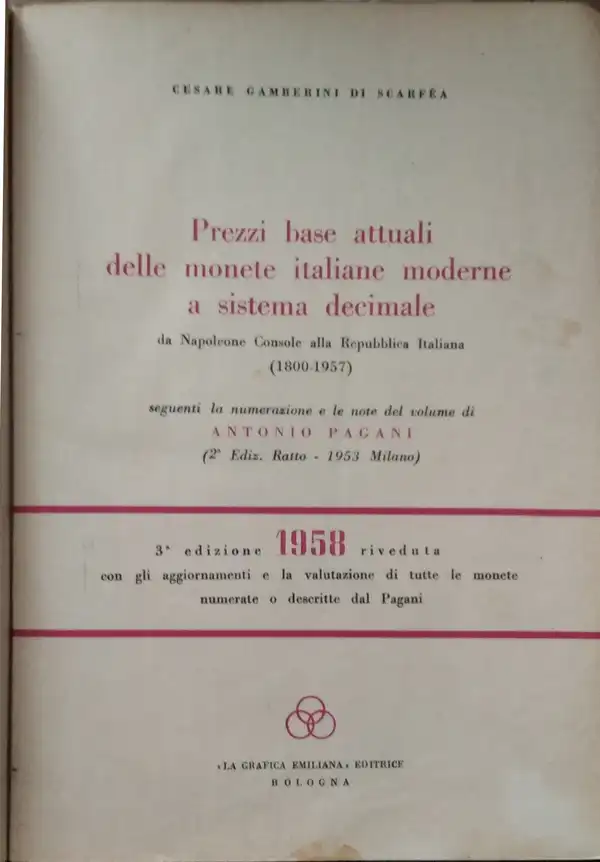 CESARE GAMBERINI DI SCARFÈA
Prezzi base attuali
delle monete italiane moderne
a sistema decimale
da Napoleone Console alla Repubblica Italiana
(1800-1957)
seguenti la numerazione e le note del volume di
ANTONIO PAGANI
(2ª Ediz. Ratto - 1953 Milano)
3ª edizione 1958 riveduta
con gli aggiornamenti e la valutazione di tutte le monete
numerate o descritte dal Pagani
«LA GRAFICA EMILIANA» EDITRICE
BOLOGNA